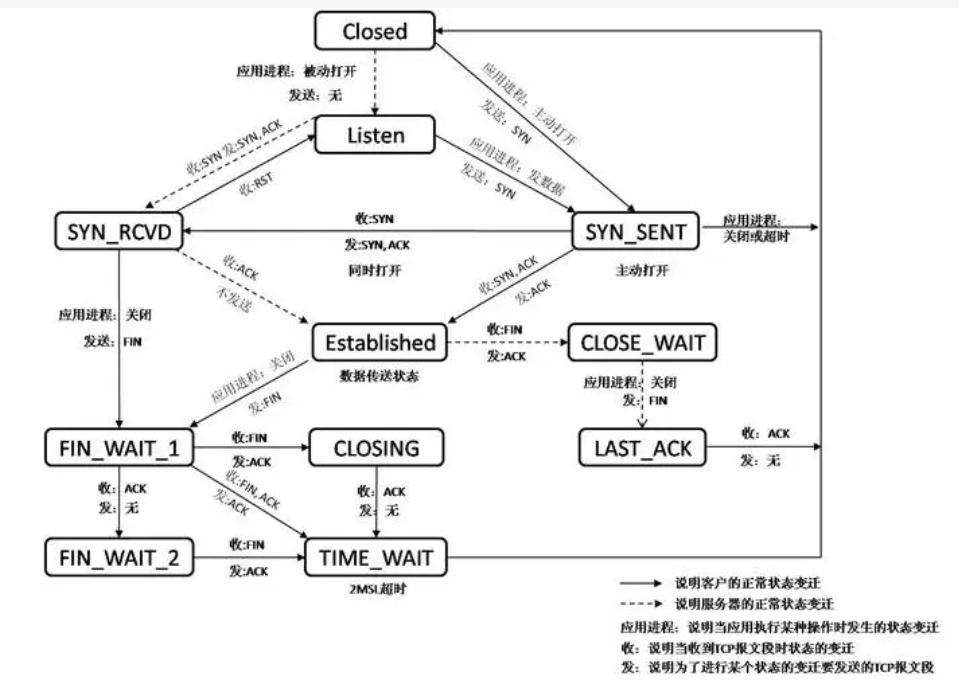 Closed
应用进程：被动打开
发送：无
应用进程：主动打开
发送：SYN
Listen
收:SYN 发:SYN, ACK
收:RST
应用进程：发数据
发送：SYN
SYN_RCVD
收:SYN
发:SYN, ACK
同时打开
SYN_SENT
主动打开
应用进程：
关闭或超时
收:ACK
不发送
收:SYN, ACK
发:ACK
应用进程：关闭
发送：FIN
Established
数据传送状态
收:FIN
发:ACK
CLOSE_WAIT
应用进程：关闭
发：FIN
应用进程：关闭
发:FIN
FIN_WAIT_1
收:FIN
发:ACK
CLOSING
LAST_ACK
收：ACK
发：无
收：ACK
发：无
收:FIN, ACK
发:ACK
收：ACK
发：无
FIN_WAIT_2
收:FIN
发:ACK
TIME_WAIT
2MSL超时
说明客户的正常状态变迁
说明服务器的正常状态变迁
应用进程：说明当应用执行某种操作时发生的状态变迁
收：说明当收到TCP报文段时状态的变迁
发：说明为了进行某个状态的变迁要发送的TCP报文段